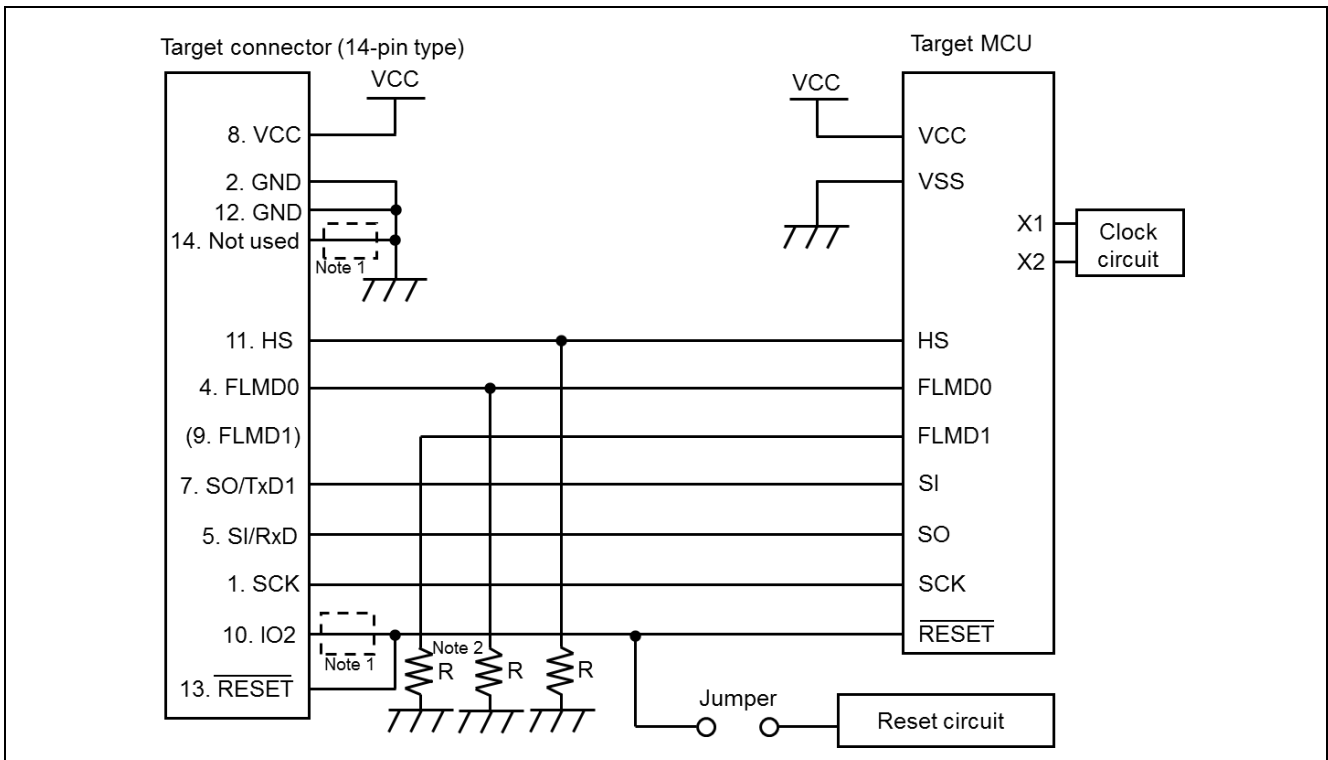 Target connector (14-pin type)
VCC
8. VCC
2. GND
12. GND
14. Not used
Note 1
11. HS
4. FLMD0
(9. FLMD1)
7. SO/TxD1
5. SI/RxD
1. SCK
10. IO2
Note 1
13. RESET
Note 2
R
R
R
Jumper
Reset circuit
Target MCU
VCC
VCC
VSS
X1
X2
Clock
circuit
HS
FLMD0
FLMD1
SI
SO
SCK
RESET